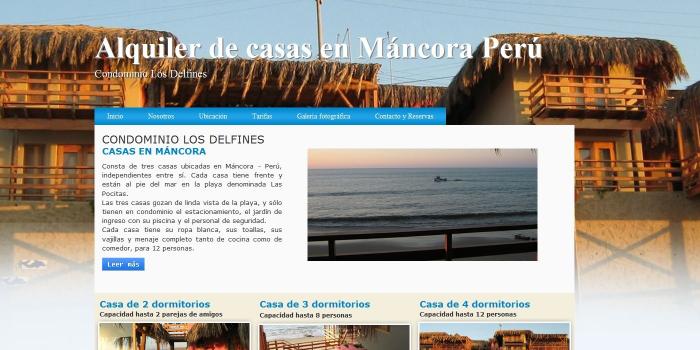 Alquiler de casas en Máncora Perú
Condominio Los Delfines
Inicio Nosotros Ubicación Tarifas Galeria fotográfica Contacto y Reservas
CONDOMINIO LOS DELFINES
CASAS EN MÁNCORA
Consta de tres casas ubicadas en Máncora - Perú,
independientes entre sí. Cada casa tiene frente y
están al pie del mar en la playa denominada Las
Pocitas.
Las tres casas gozan de linda vista de la playa, y sólo
tienen en condominio el estacionamiento, el jardín de
ingreso con su piscina y el personal de seguridad.
Cada casa tiene su ropa blanca, sus toallas, sus
vajillas y menaje completo tanto de cocina como de
comedor, para 12 personas.
Leer más
Casa de 2 dormitorios
Capacidad hasta 2 parejas de amigos
Casa de 3 dormitorios
Capacidad hasta 8 personas
Casa de 4 dormitorios
Capacidad hasta 12 personas